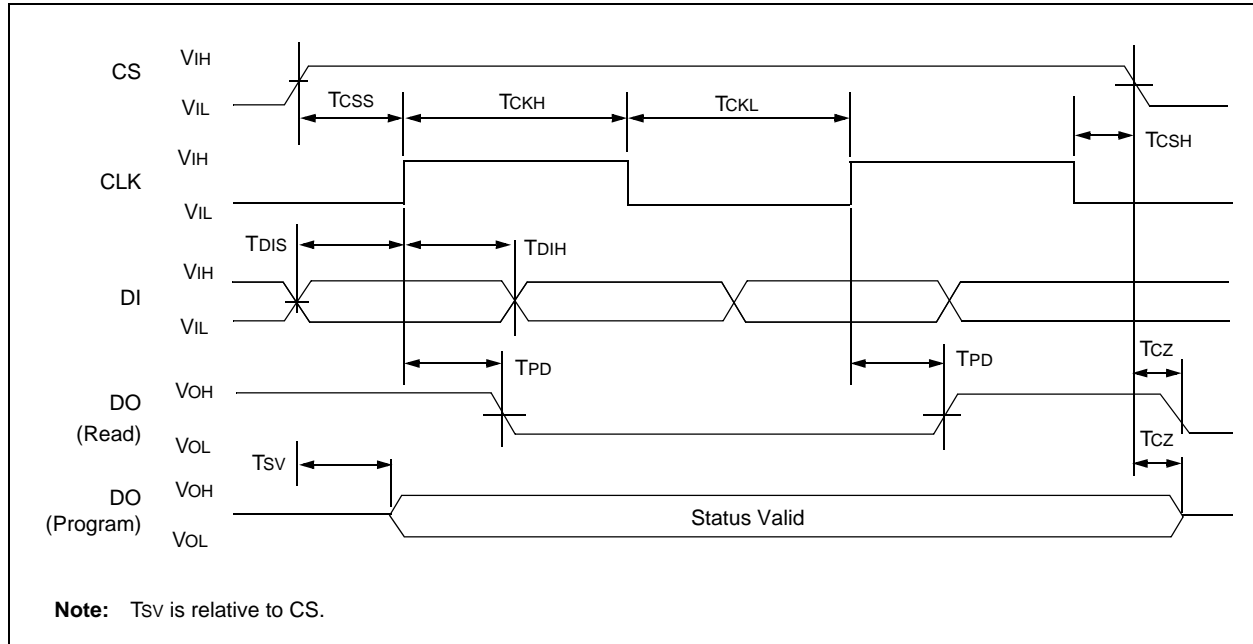 CS
VIH
VIL
TCSS
TCKH
TCKL
TCSH
CLK
VIH
VIL
TDIS
TDIH
DI
VIH
VIL
TPD
TPD
TCZ
DO
(Read)
VOH
VOL
TSV
TCZ
DO
(Program)
VOH
VOL
Status Valid
Note: TSV is relative to CS.